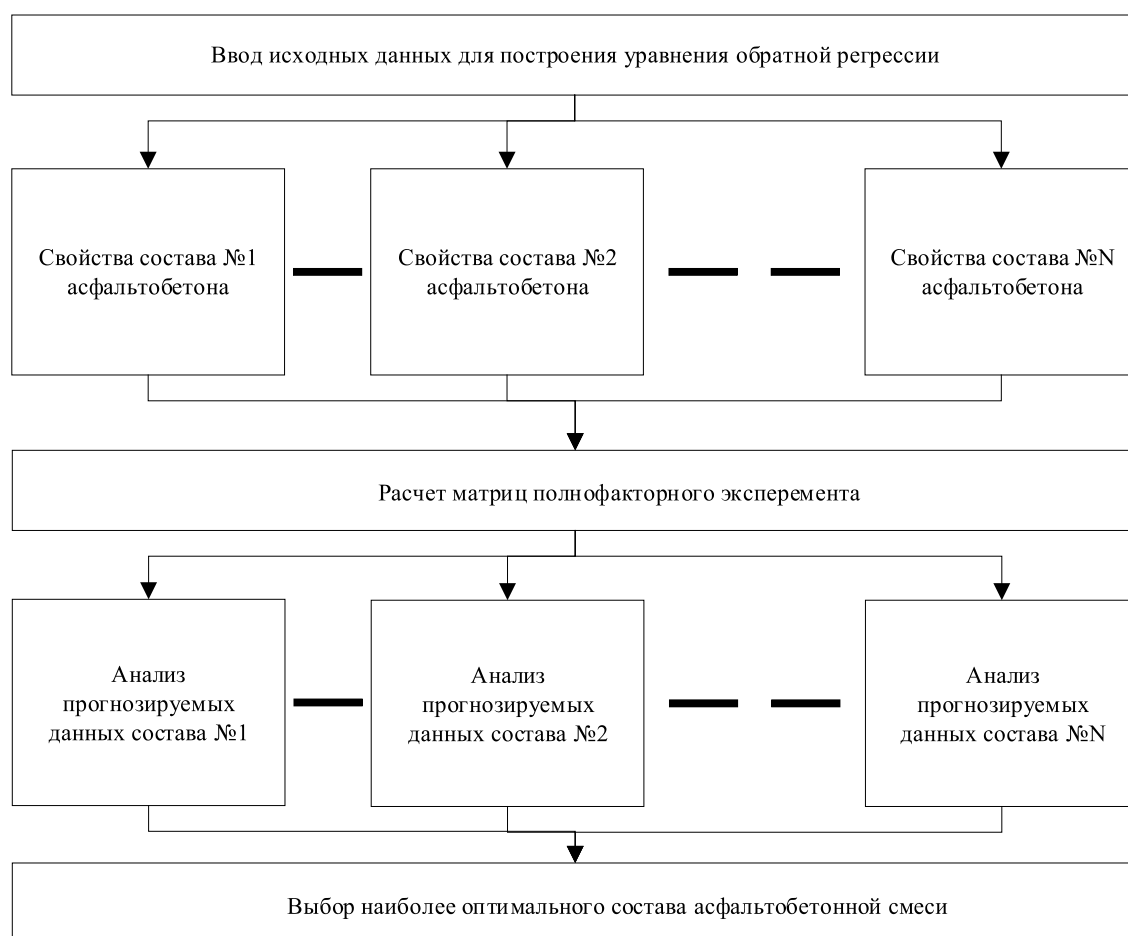 Ввод исходных данных для построения уравнения обратной регрессии
Свойства состава №1
асфальтобетона
Свойства состава №2
асфальтобетона
Свойства состава №N
асфальтобетона
Расчет матриц полнофакторного эксперемента
Анализ
прогнозируемых
данных состава №1
Анализ
прогнозируемых
данных состава №2
Анализ
прогнозируемых
данных состава №N
Выбор наиболее оптимального состава асфальтобетонной смеси